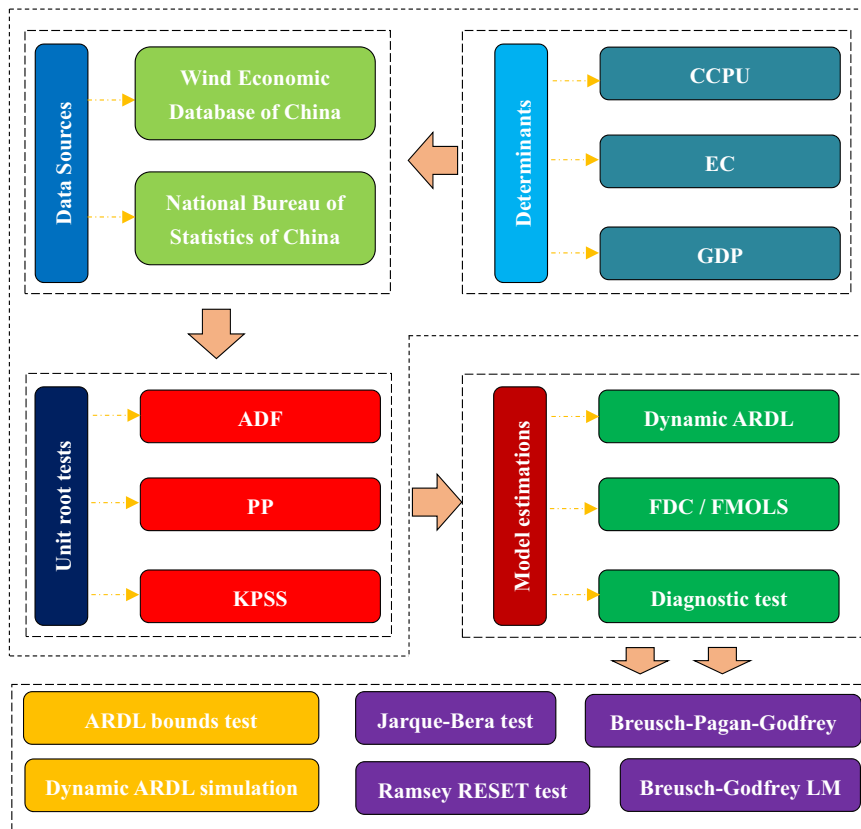 Data Sources
Wind Economic
Database of China
National Bureau of
Statistics of China
Determinants
CCPU
EC
GDP
Unit root tests
ADF
PP
KPSS
Model estimations
Dynamic ARDL
FDC / FMOLS
Diagnostic test
ARDL bounds test
Jarque-Bera test
Breusch-Pagan-Godfrey
Dynamic ARDL simulation
Ramsey RESET test
Breusch-Godfrey LM